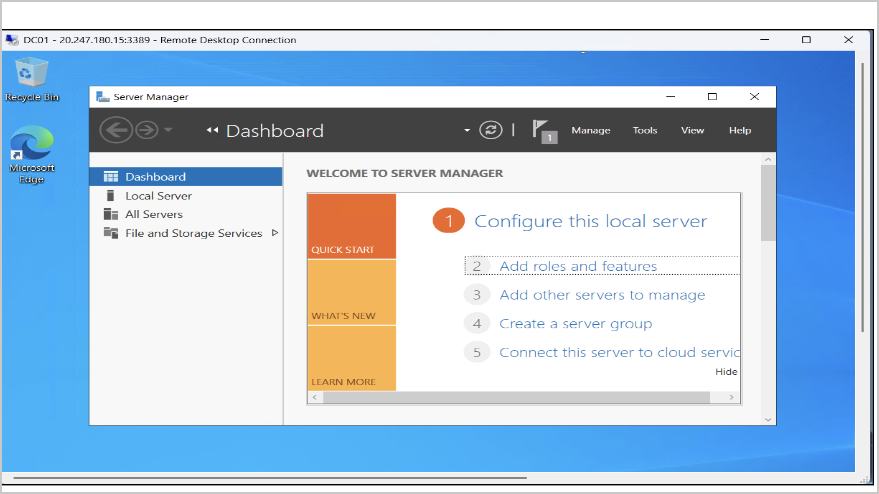 DC01 - 20.247.180.15:3389 - Remote Desktop Connection
Recycle Bin
Microsoft
Edge
Server Manager
Dashboard
1
Manage
Tools
View
Help
Dashboard
Local Server
All Servers
File and Storage Services
WELCOME TO SERVER MANAGER
QUICK START
WHAT'S NEW
LEARN MORE
1 Configure this local server
2 Add roles and features
3 Add other servers to manage
4 Create a server group
5 Connect this server to cloud servic
Hide